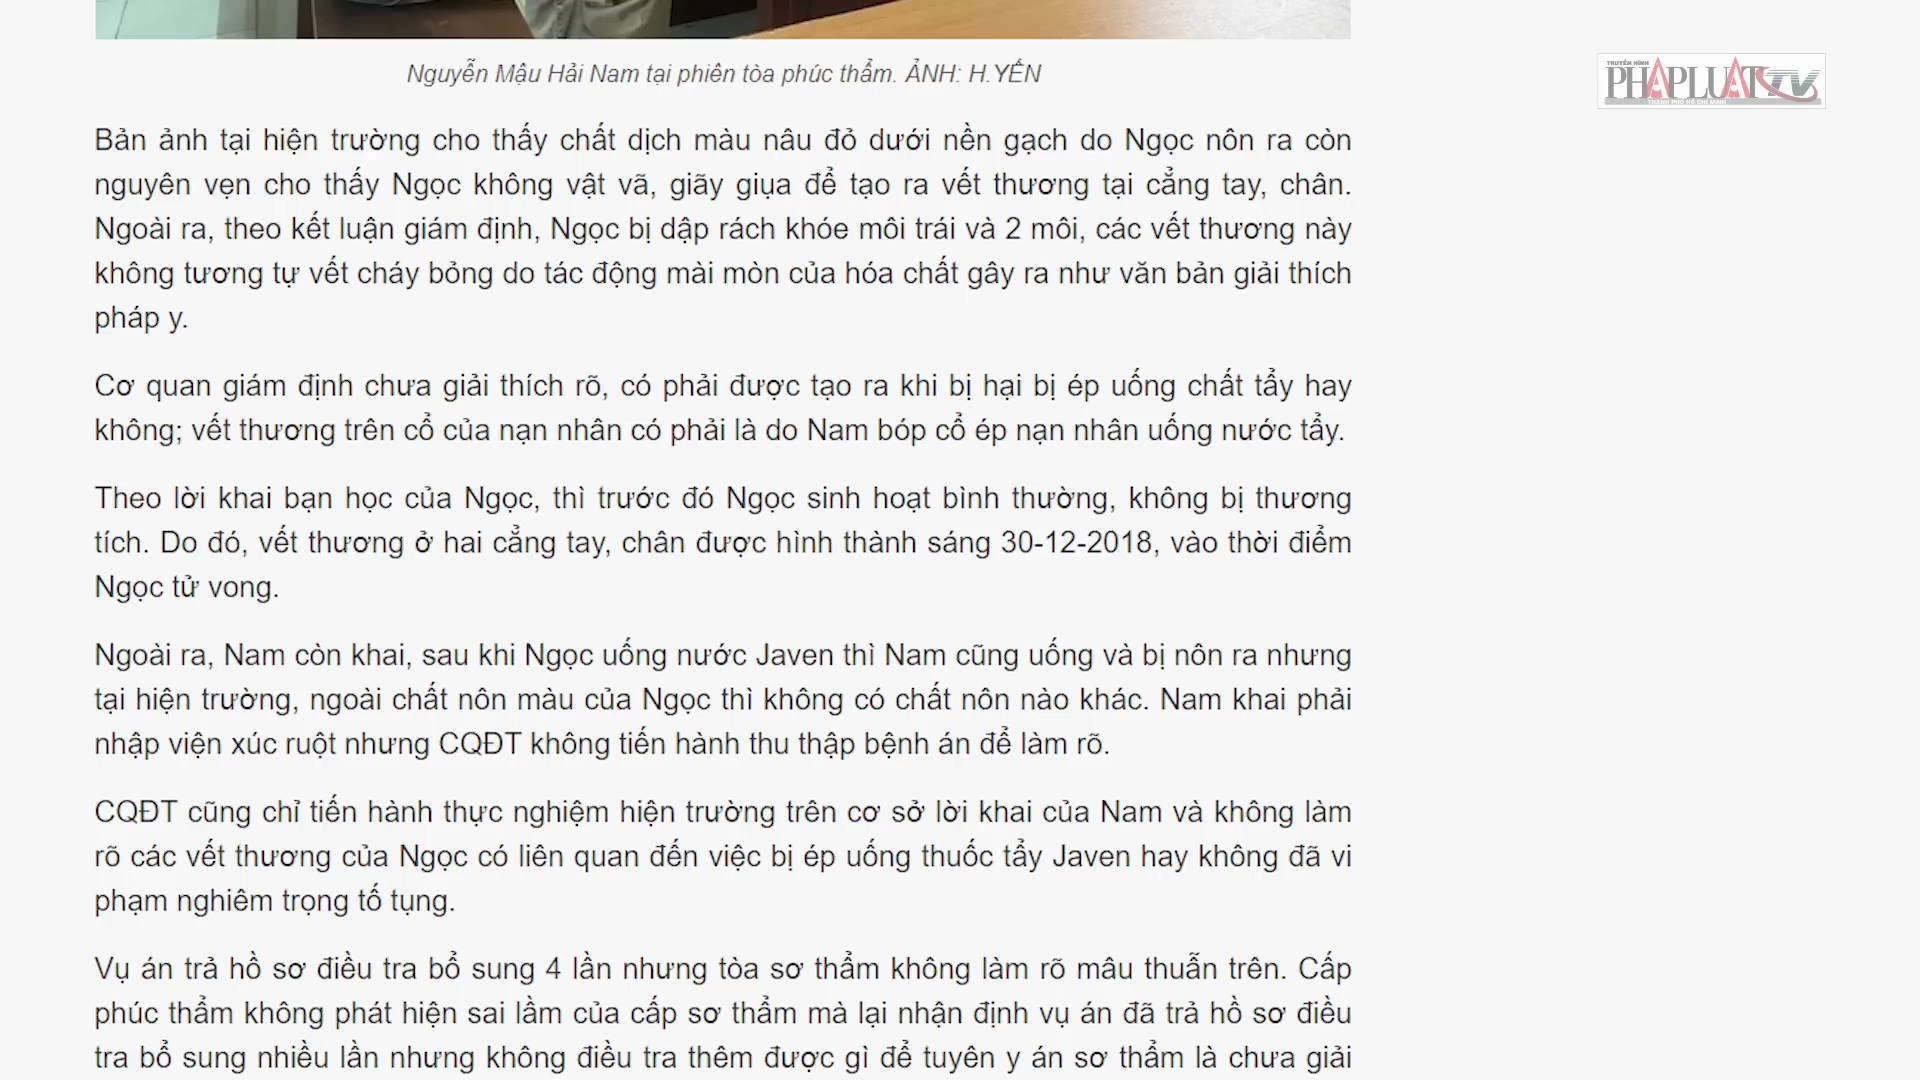 Nguyễn Mậu Hải Nam tại phiên tòa phúc thẩm. ẢNH: H.YẾN
TRUYỀN HÌNH
PHÁPLUẬT TV
THÀNH PHỐ HỒ CHÍ MINH
Bản ảnh tại hiện trường cho thấy chất dịch màu nâu đỏ dưới nền gạch do Ngọc nôn ra còn
nguyên vẹn cho thấy Ngọc không vật vã, giãy giụa để tạo ra vết thương tại cẳng tay, chân.
Ngoài ra, theo kết luận giám định, Ngọc bị dập rách khóe môi trái và 2 môi, các vết thương này
không tương tự vết cháy bỏng do tác động mài mòn của hóa chất gây ra như văn bản giải thích
pháp y.
Cơ quan giám định chưa giải thích rõ, có phải được tạo ra khi bị hại bị ép uống chất tẩy hay
không; vết thương trên cổ của nạn nhân có phải là do Nam bóp cổ ép nạn nhân uống nước tẩy.
Theo lời khai bạn học của Ngọc, thì trước đó Ngọc sinh hoạt bình thường, không bị thương
tích. Do đó, vết thương ở hai cẳng tay, chân được hình thành sáng 30-12-2018, vào thời điểm
Ngọc tử vong.
Ngoài ra, Nam còn khai, sau khi Ngọc uống nước Javen thì Nam cũng uống và bị nôn ra nhưng
tại hiện trường, ngoài chất nôn màu của Ngọc thì không có chất nôn nào khác. Nam khai phải
nhập viện xúc ruột nhưng CQĐT không tiến hành thu thập bệnh án để làm rõ.
CQĐT cũng chỉ tiến hành thực nghiệm hiện trường trên cơ sở lời khai của Nam và không làm
rõ các vết thương của Ngọc có liên quan đến việc bị ép uống thuốc tẩy Javen hay không đã vi
phạm nghiêm trọng tố tụng.
Vụ án trả hồ sơ điều tra bổ sung 4 lần nhưng tòa sơ thẩm không làm rõ mâu thuẫn trên. Cấp
phúc thẩm không phát hiện sai lầm của cấp sơ thẩm mà lại nhận định vụ án đã trả hồ sơ điều
tra bổ sung nhiều lần nhưng không điều tra thêm được gì để tuyên y án sơ thẩm là chưa giải